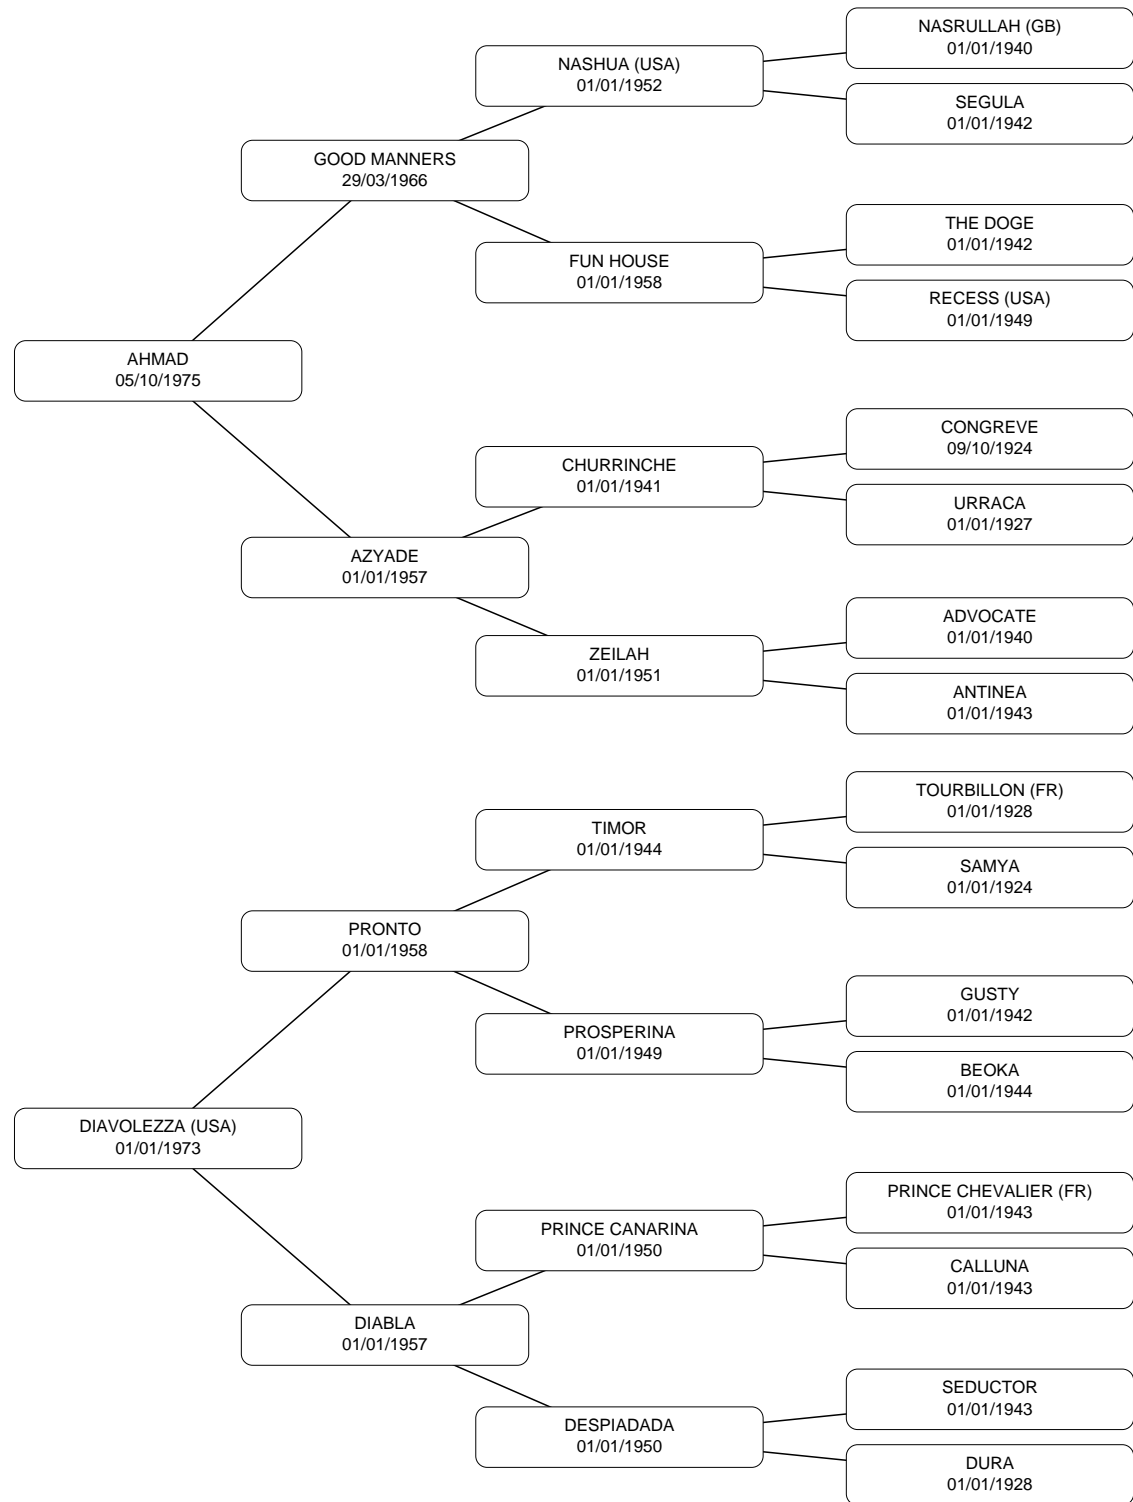 NASRULLAH (GB)
01/01/1940
NASHUA (USA)
01/01/1952
SEGULA
01/01/1942
GOOD MANNERS
29/03/1966
THE DOGE
01/01/1942
FUN HOUSE
01/01/1958
RECESS (USA)
01/01/1949
AHMAD
05/10/1975
CONGREVE
09/10/1924
CHURRINCHE
01/01/1941
URRACA
01/01/1927
AZYADE
01/01/1957
ADVOCATE
01/01/1940
ZEILAH
01/01/1951
ANTINEA
01/01/1943
TOURBILLON (FR)
01/01/1928
TIMOR
01/01/1944
SAMYA
01/01/1924
PRONTO
01/01/1958
GUSTY
01/01/1942
PROSPERINA
01/01/1949
BEOKA
01/01/1944
DIAVOLEZZA (USA)
01/01/1973
PRINCE CHEVALIER (FR)
01/01/1943
PRINCE CANARINA
01/01/1950
CALLUNA
01/01/1943
DIABLA
01/01/1957
SEDUCTOR
01/01/1943
DESPIADADA
01/01/1950
DURA
01/01/1928